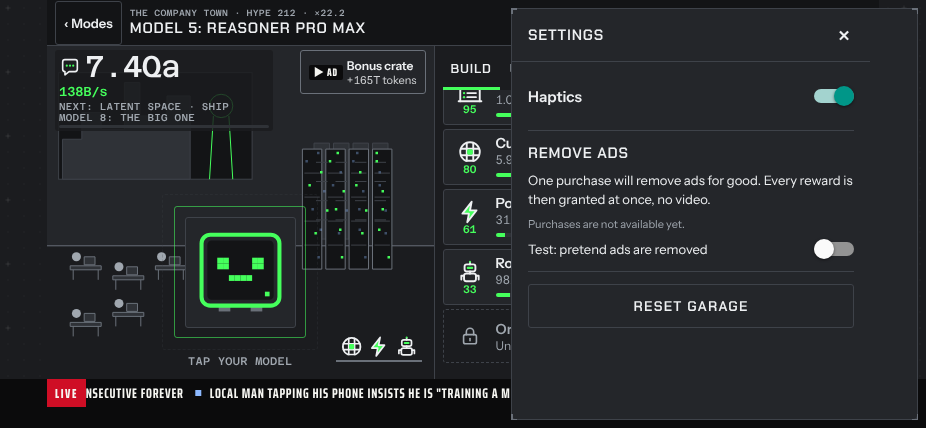 ‹ Modes
THE COMPANY TOWN · HYPE 212 · ×22.2
MODEL 5: REASONER PRO MAX
7.40a
138B/s
NEXT: LATENT SPACE · SHIP
MODEL 8: THE BIG ONE
AD
Bonus crate
+165T tokens
BUILD
95
1.0
80
Cu
5.9
61
Po
31
33
Ro
98
Or
Un
TAP YOUR MODEL
LIVE
NSECUTIVE FOREVER ■ LOCAL MAN TAPPING HIS PHONE INSISTS HE IS "TRAINING A M
SETTINGS
×
Haptics
REMOVE ADS
One purchase will remove ads for good. Every reward is
then granted at once, no video.
Purchases are not available yet.
Test: pretend ads are removed
RESET GARAGE